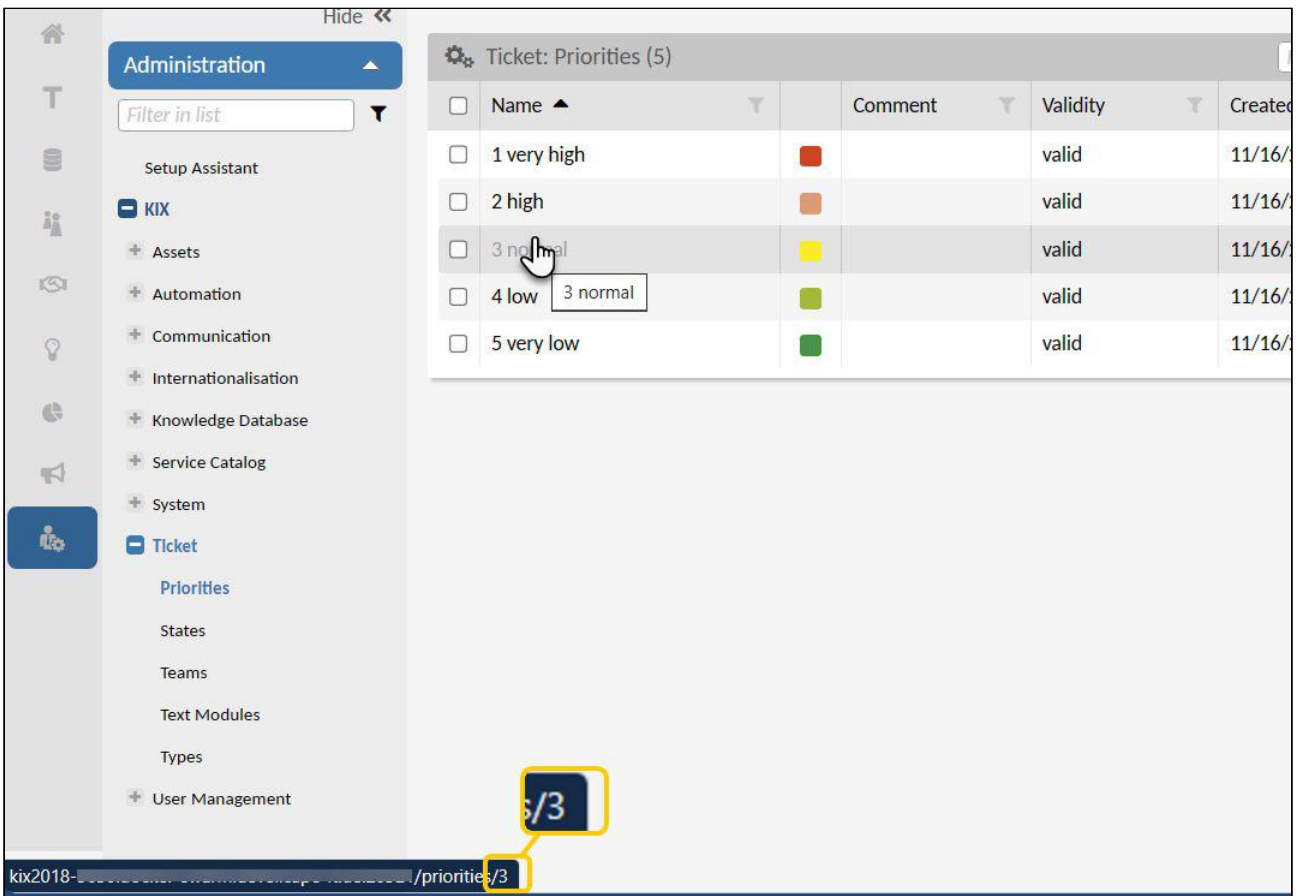 Hide
Administration
Filter in list
Setup Assistant
KIX
Assets
Automation
Communication
Internationalisation
Knowledge Database
Service Catalog
System
Ticket
Priorities
States
Teams
Text Modules
Types
User Management
Ticket: Priorities (5)
Name Comment Validity Created
1 very high valid 11/16/
2 high valid 11/16/
3 normal valid 11/16/
3 normal
4 low valid 11/16/
5 very low valid 11/16/
s/3
kix2018- /priorities/3